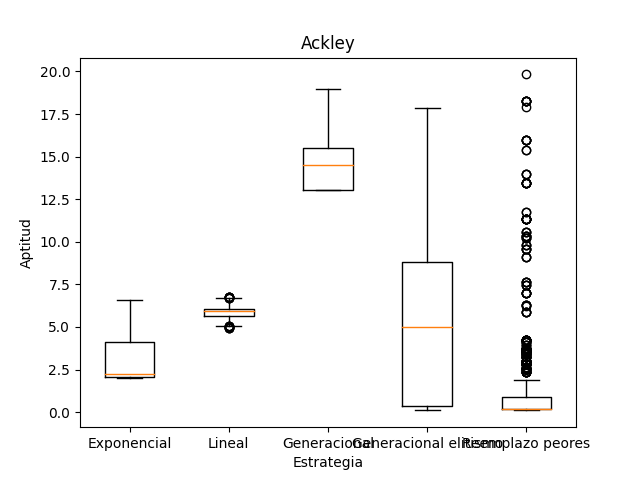 Ackley
20.0
17.5
15.0
12.5
10.0
7.5
5.0
2.5
0.0
Aptitud
Exponencial Lineal Generacional Generacional elitismo Reemplazo peores
Estrategia